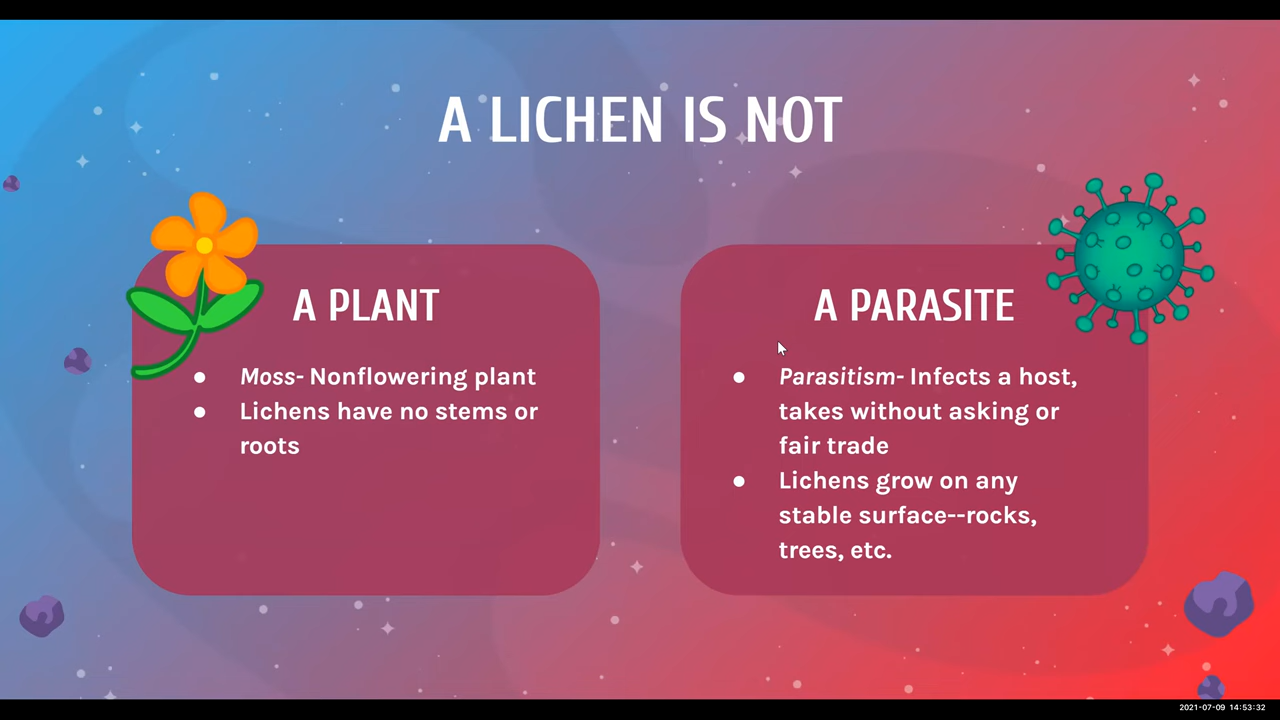 A LICHEN IS NOT
A PLANT
● Moss- Nonflowering plant
● Lichens have no stems or
roots
A PARASITE
● Parasitism- Infects a host,
takes without asking or
fair trade
● Lichens grow on any
stable surface--rocks,
trees, etc.
2021-07-09 14:53:32